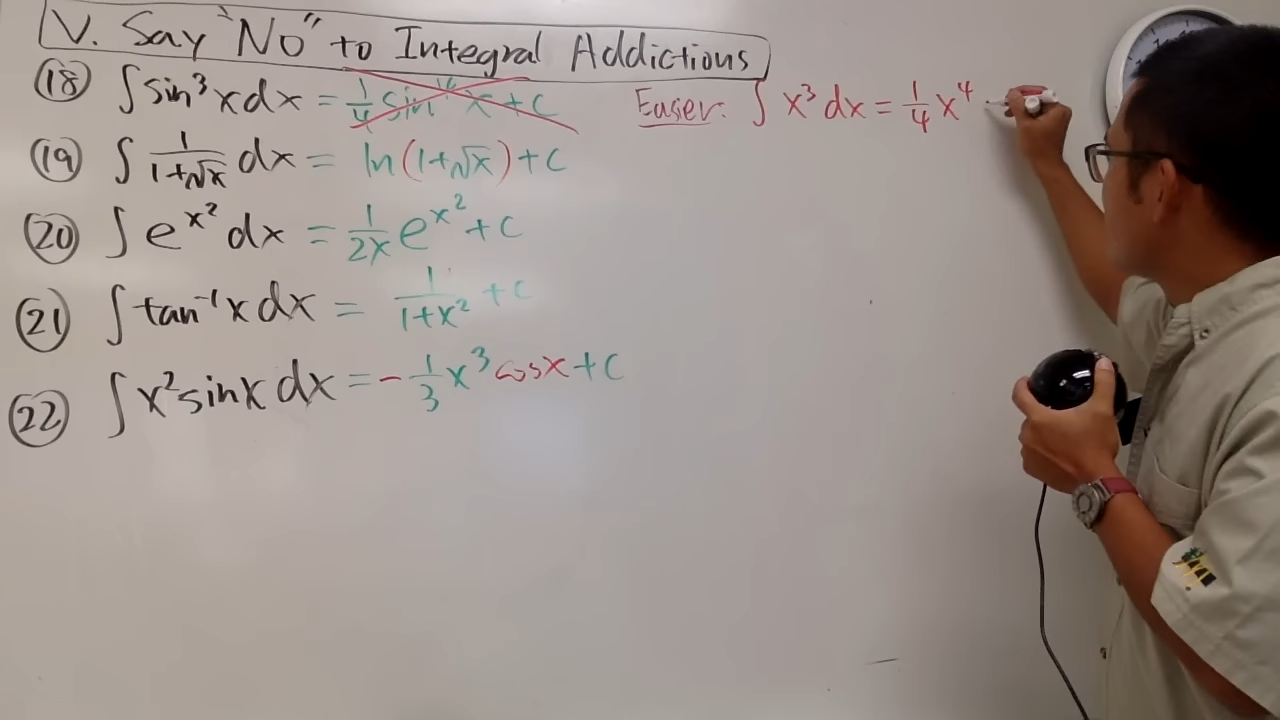 V. Say "No" to Integral Addictions
(18) ∫ sin³x dx = 1/4 sin⁴x + C Easier: ∫ x³ dx = 1/4 x⁴
(19) ∫ 1/(1+√x) dx = ln(1+√x) + C
(20) ∫ e^(x²) dx = 1/(2x) e^(x²) + C
(21) ∫ tan⁻¹x dx = 1/(1+x²) + C
(22) ∫ x² sinx dx = -1/3 x³ cosx + C